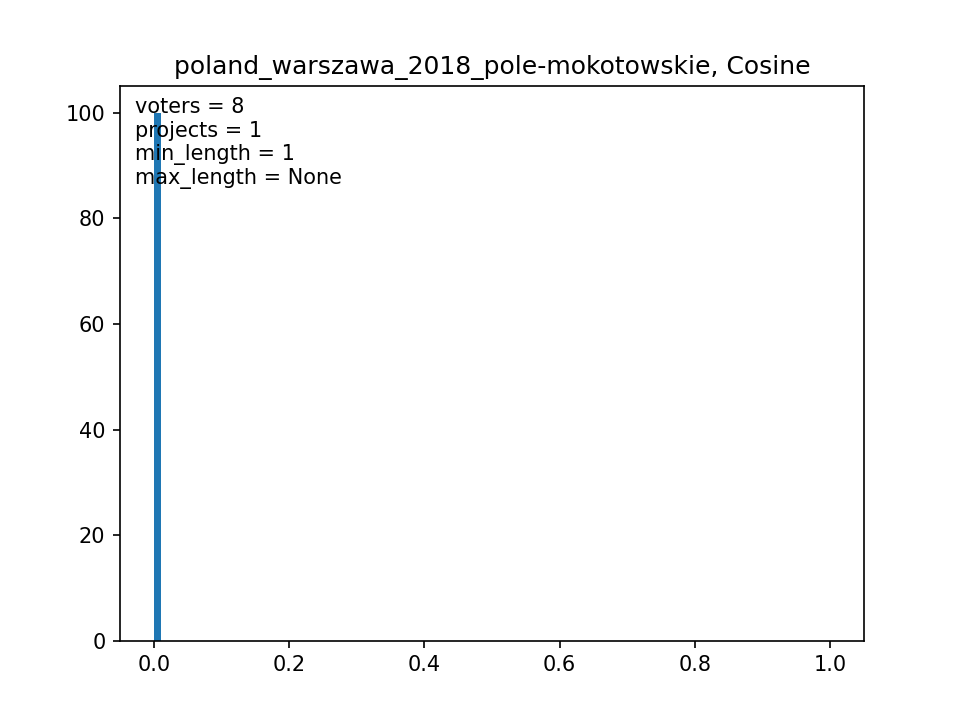 poland_warszawa_2018_pole-mokotowskie, Cosine
voters = 8
projects = 1
min_length = 1
max_length = None
100
80
60
40
20
0
0.0 0.2 0.4 0.6 0.8 1.0